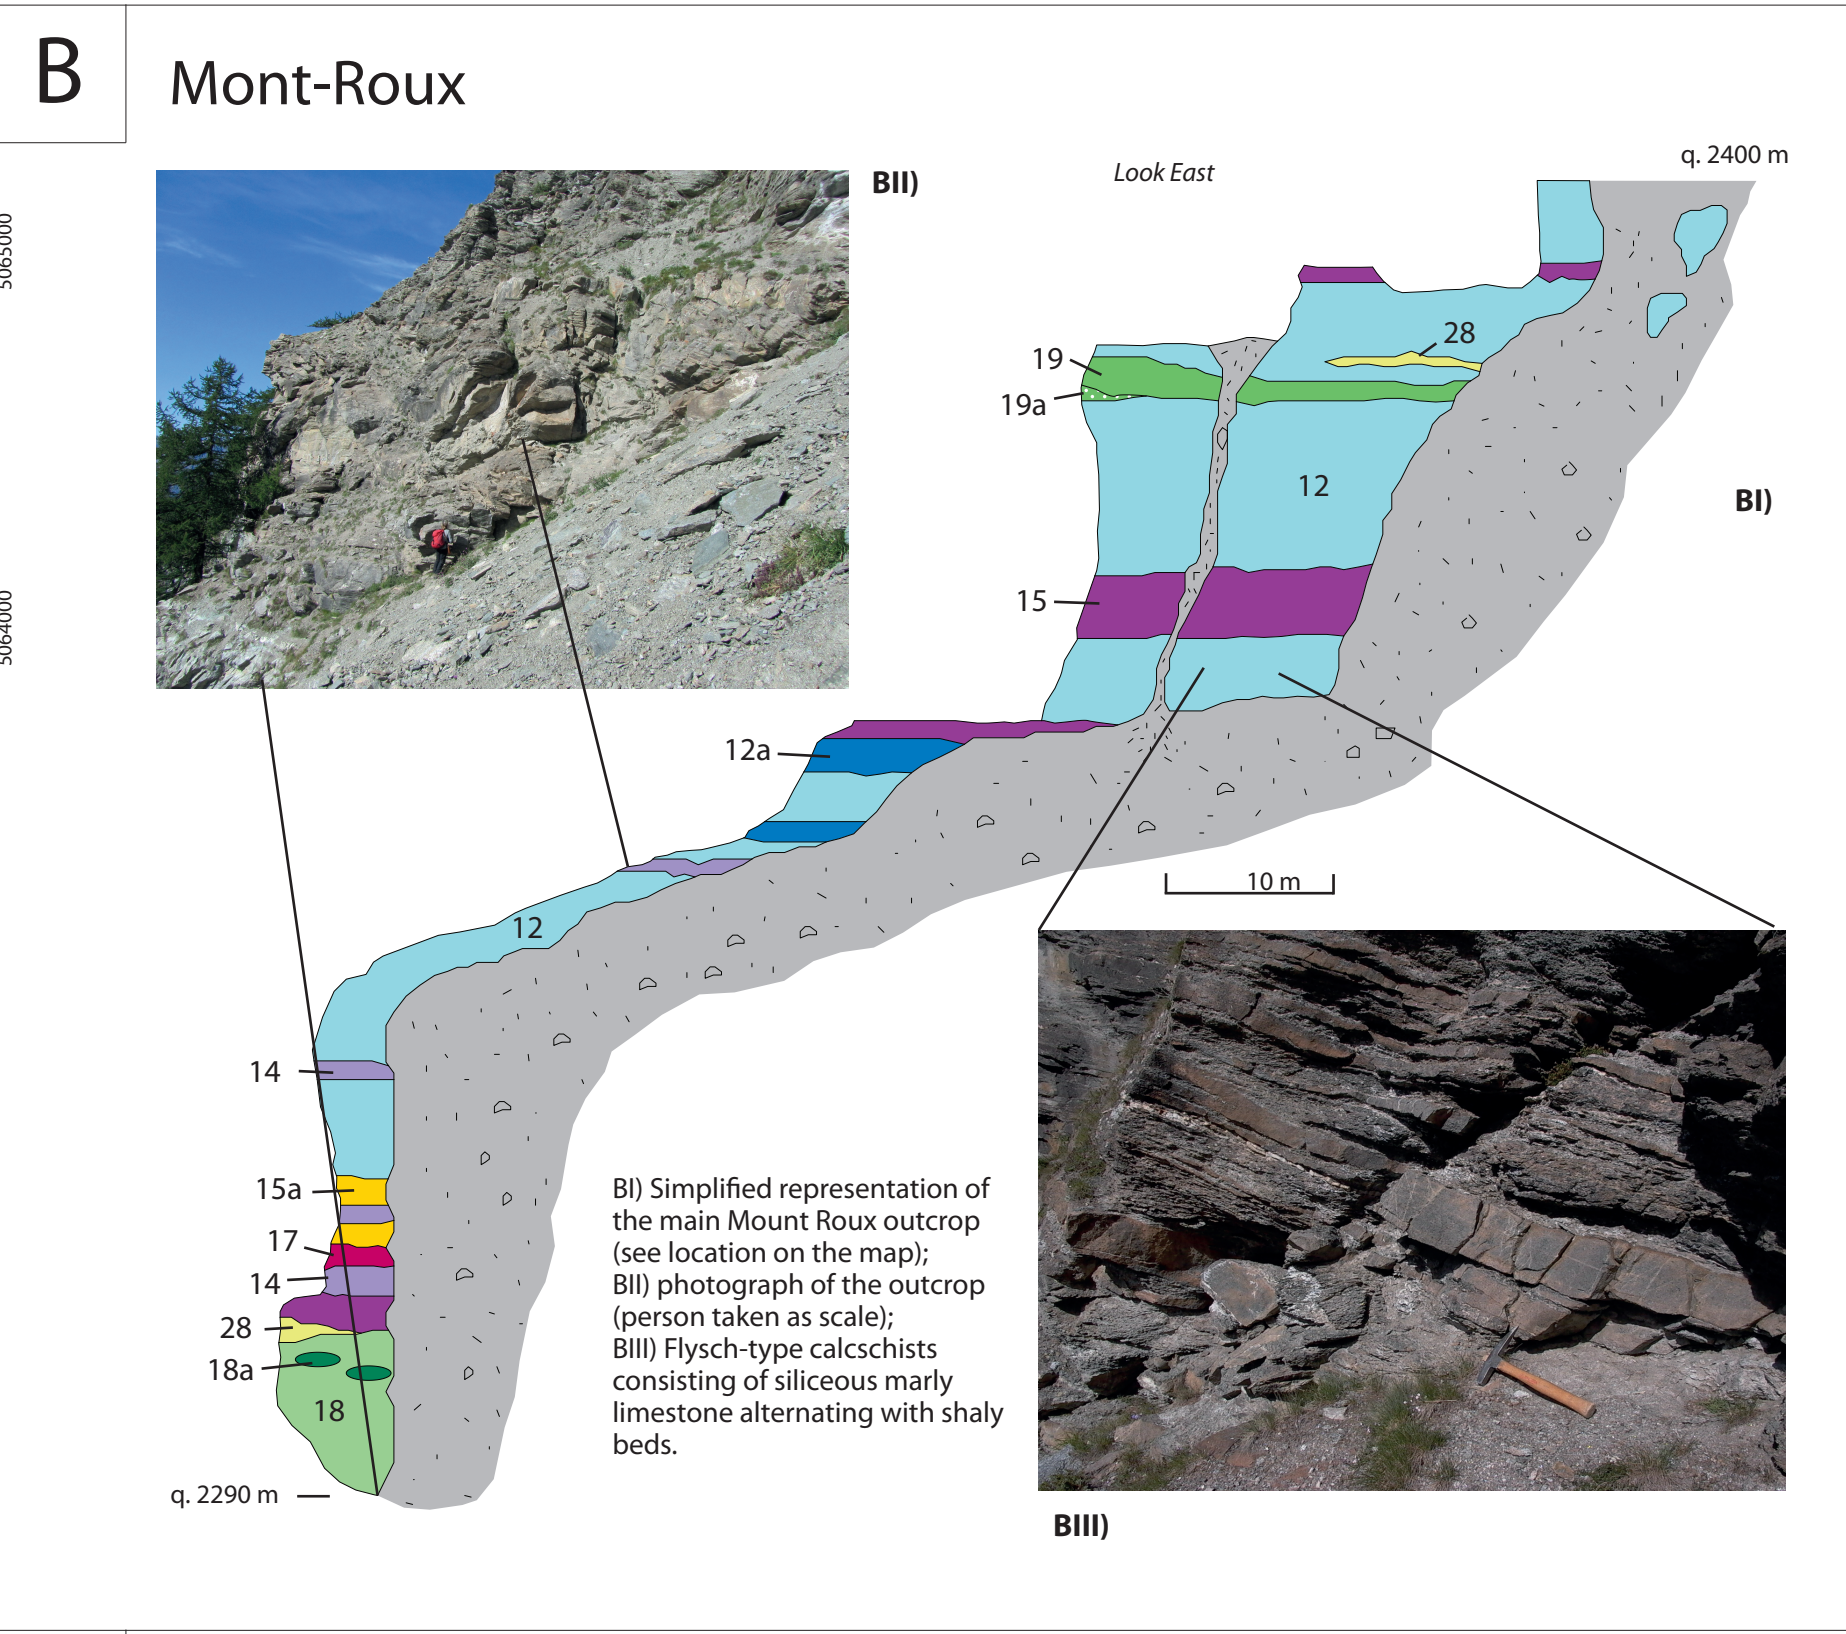 B
Mont-Roux
5065000
5064000
BII)
Look East
q. 2400 m
28
19
19a
12
BI)
15
12a
10 m
12
14
15a
17
14
28
18a
18
q. 2290 m
BI) Simplified representation of
the main Mount Roux outcrop
(see location on the map);
BII) photograph of the outcrop
(person taken as scale);
BIII) Flysch-type calcschists
consisting of siliceous marly
limestone alternating with shaly
beds.
BIII)